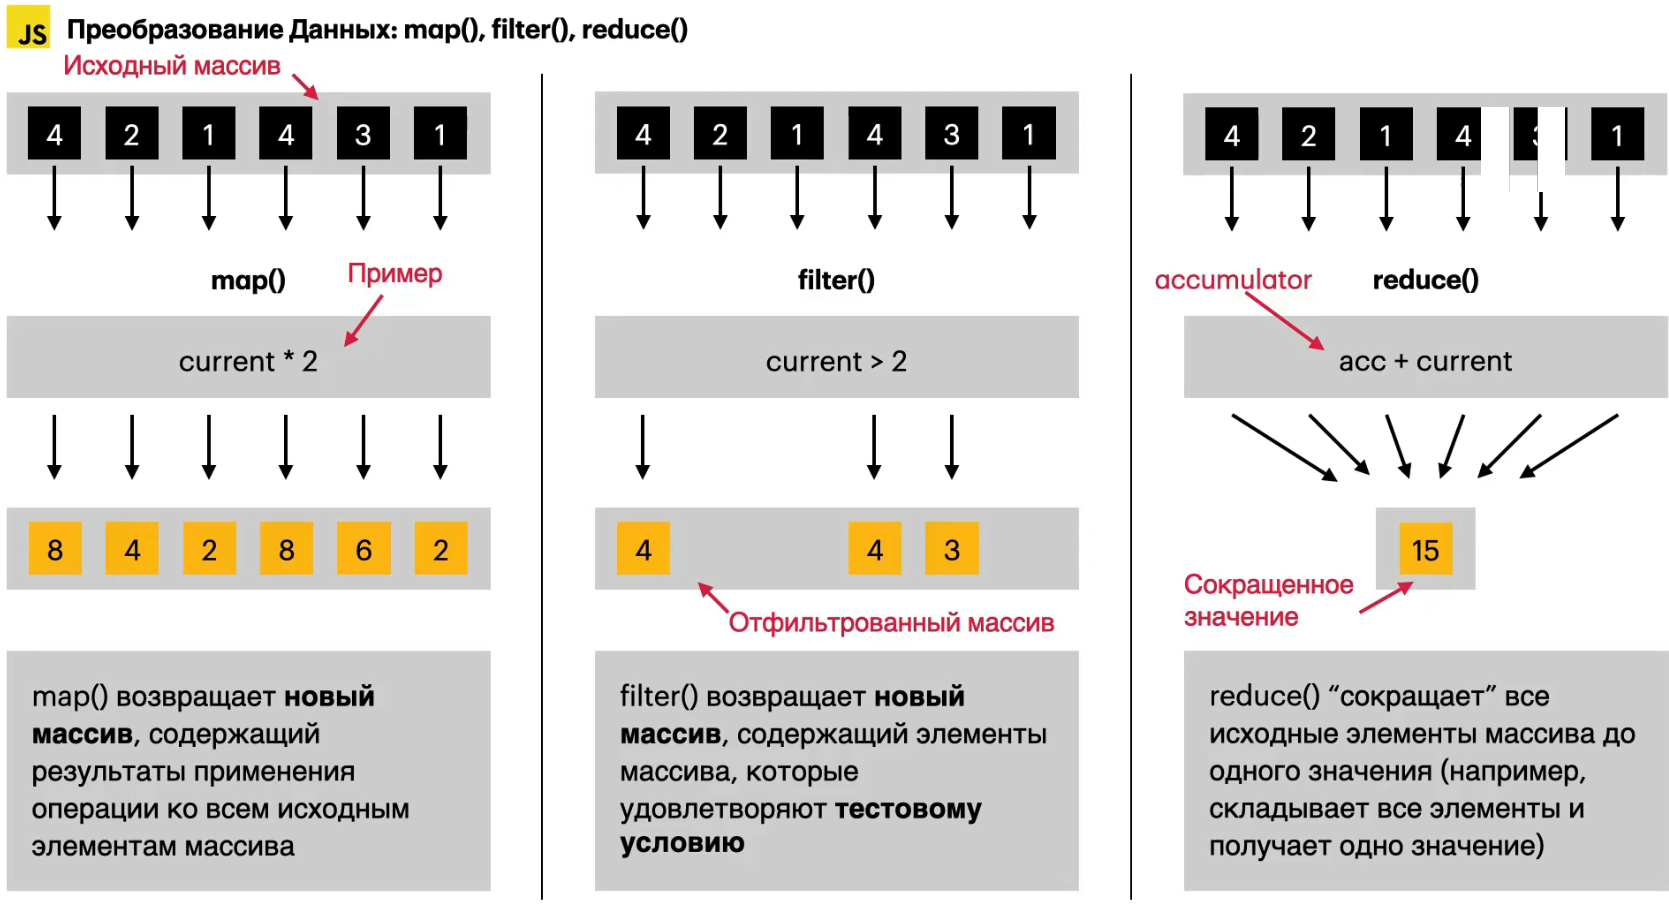 JS Преобразование Данных: map(), filter(), reduce()
Исходный массив
4 2 1 4 3 1
map()
Пример
current * 2
8 4 2 8 6 2
map() возвращает новый
массив, содержащий
результаты применения
операции ко всем исходным
элементам массива
4 2 1 4 3 1
filter()
current > 2
4 4 3
Отфильтрованный массив
filter() возвращает новый
массив, содержащий элементы
массива, которые
удовлетворяют тестовому
условию
4 2 1 4 1
accumulator
reduce()
acc + current
15
Сокращенное
значение
reduce() “сокращает” все
исходные элементы массива до
одного значения (например,
складывает все элементы и
получает одно значение)